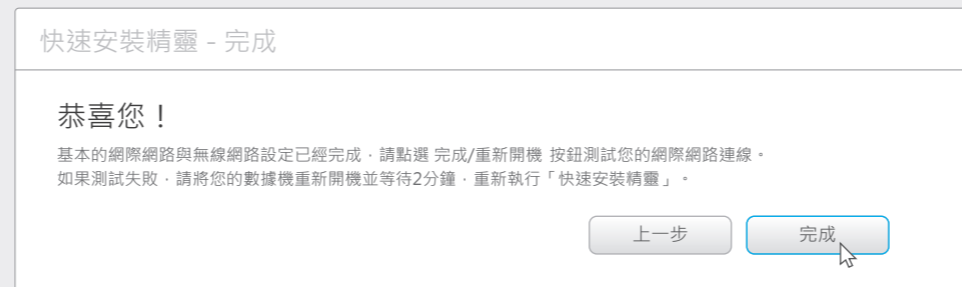 快速安裝精靈 - 完成
恭喜您！
基本的網際網路與無線網路設定已經完成，請點選 完成/重新開機 按鈕測試您的網際網路連線。
如果測試失敗，請將您的數據機重新開機並等待2分鐘，重新執行「快速安裝精靈」。
上一步 完成